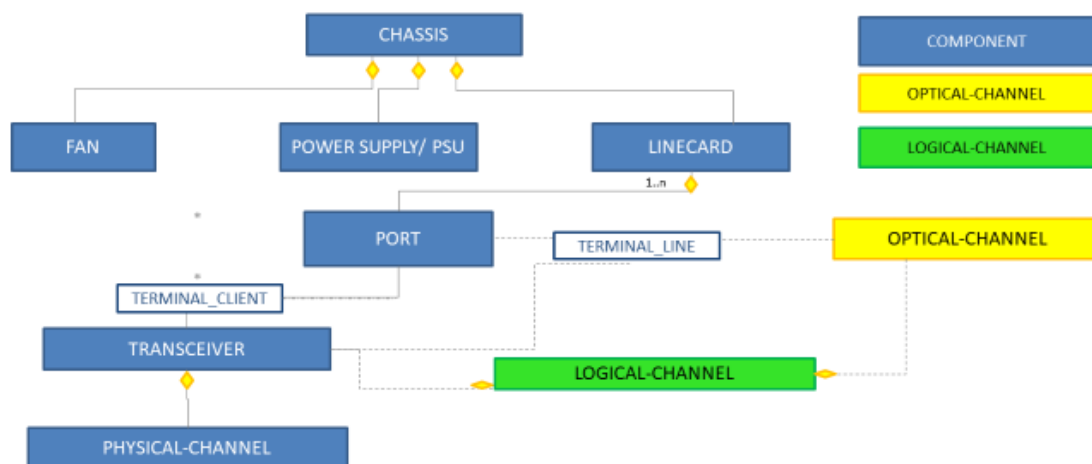 CHASSIS
COMPONENT
OPTICAL-CHANNEL
LOGICAL-CHANNEL
FAN
POWER SUPPLY/ PSU
LINECARD
1..n
PORT
TERMINAL_LINE
OPTICAL-CHANNEL
TERMINAL_CLIENT
TRANSCEIVER
LOGICAL-CHANNEL
PHYSICAL-CHANNEL